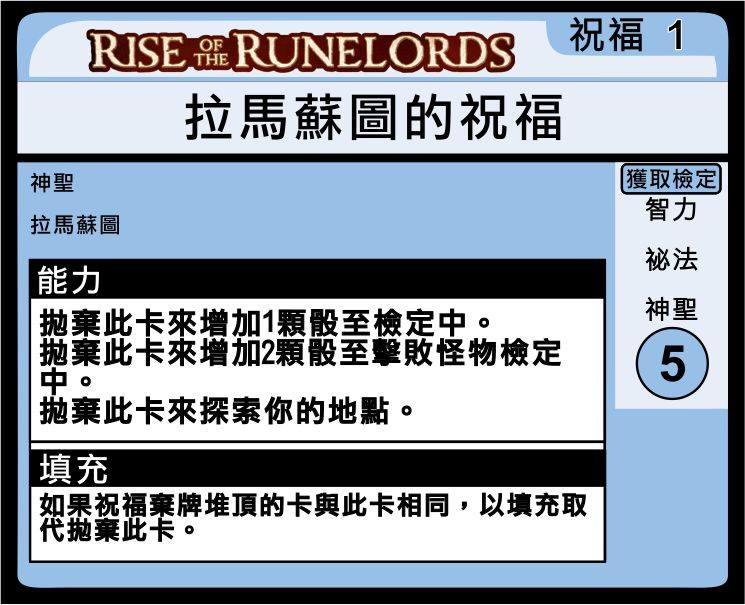 RISE OF THE RUNELORDS
祝福 1
拉馬蘇圖的祝福
神聖
拉馬蘇圖
獲取檢定
智力
祕法
神聖
5
能力
拋棄此卡來增加1顆骰至檢定中。
拋棄此卡來增加2顆骰至擊敗怪物檢定
中。
拋棄此卡來探索你的地點。
填充
如果祝福棄牌堆頂的卡與此卡相同，以填充取
代拋棄此卡。